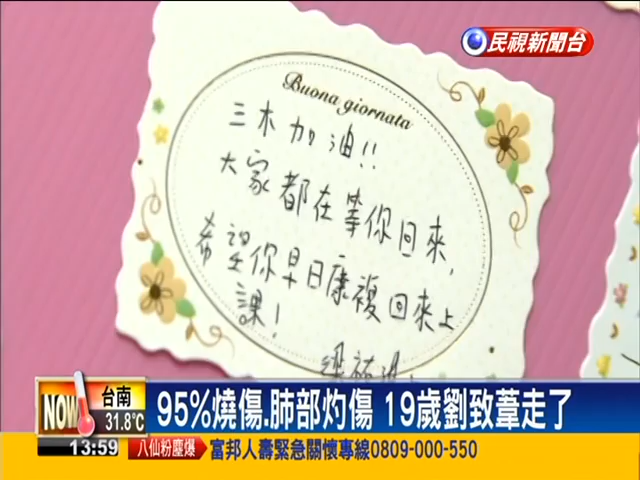 民視新聞台
Buona giornata
三木加油!!
大家都在等你回來,
希望你早日康複回來上
課!
NOW
台南
31.8°C
95%燒傷.肺部灼傷 19歲劉致葦走了
13:59
八仙粉塵爆
富邦人壽緊急關懷專線0809-000-550